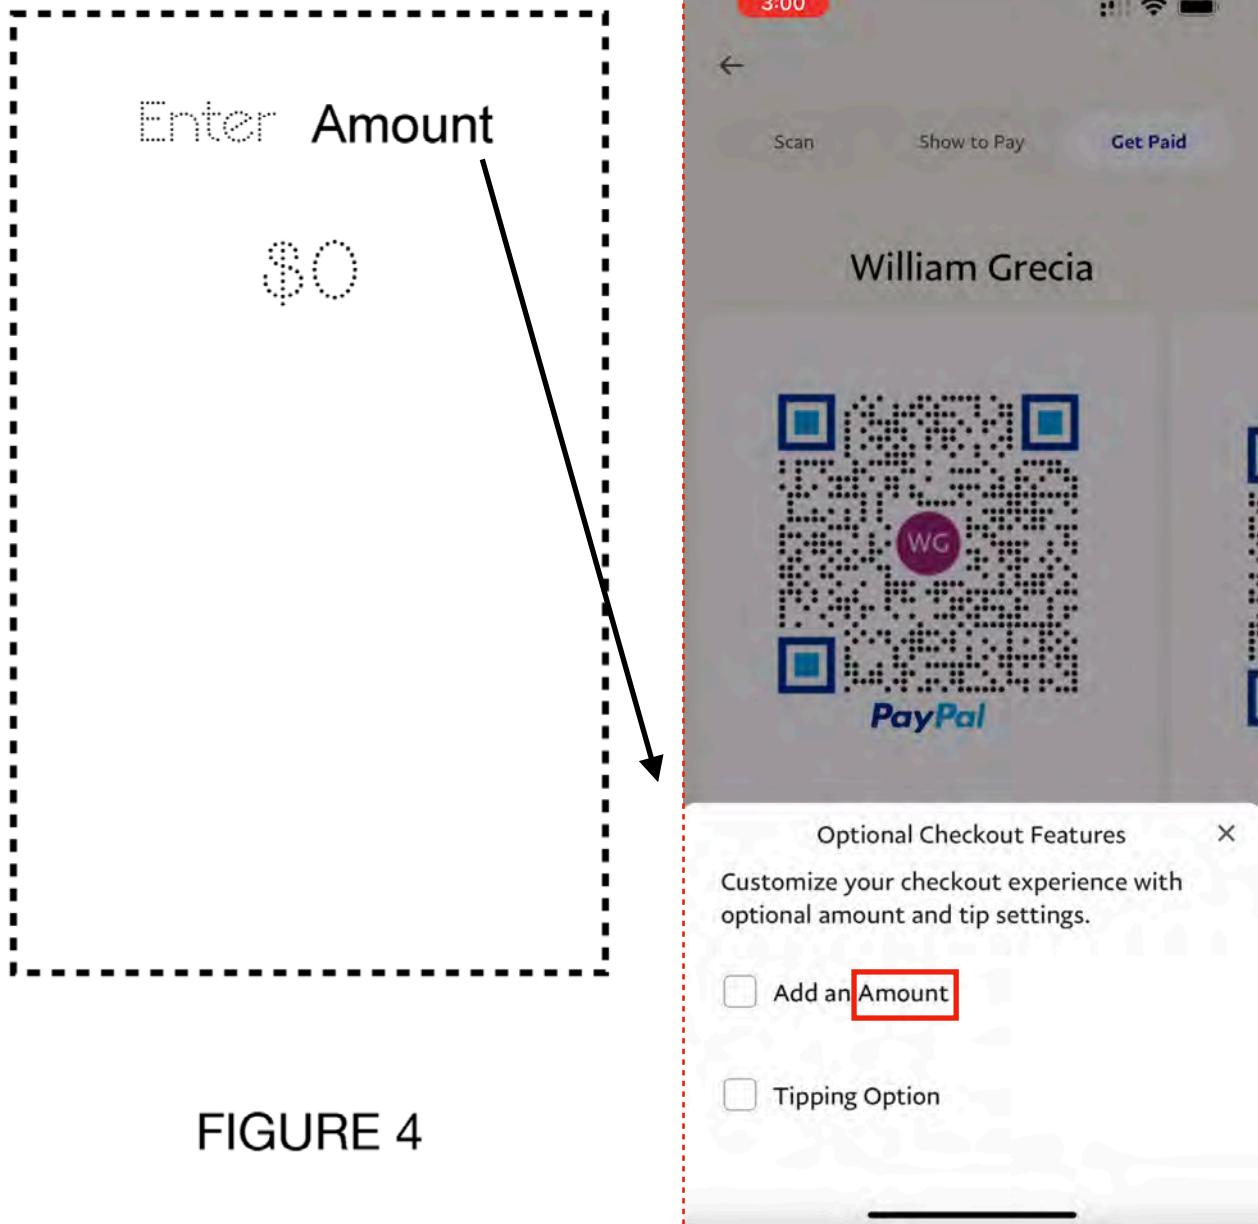 Enter Amount
$0
FIGURE 4
3:00
Scan Show to Pay Get Paid
William Grecia
WG
PayPal
Optional Checkout Features ×
Customize your checkout experience with
optional amount and tip settings.
Add an Amount
Tipping Option